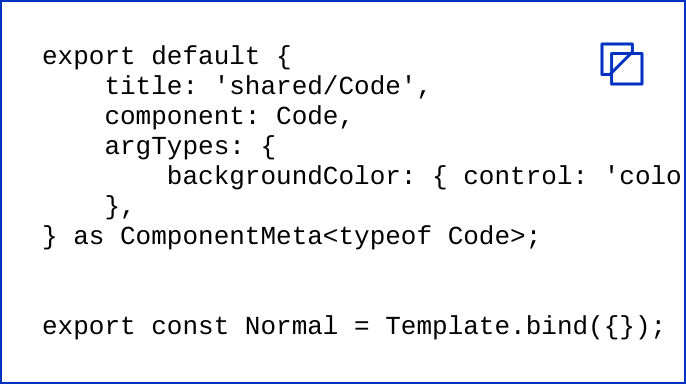 export default {
    title: 'shared/Code',
    component: Code,
    argTypes: {
        backgroundColor: { control: 'colo
    },
} as ComponentMeta<typeof Code>;
export const Normal = Template.bind({});